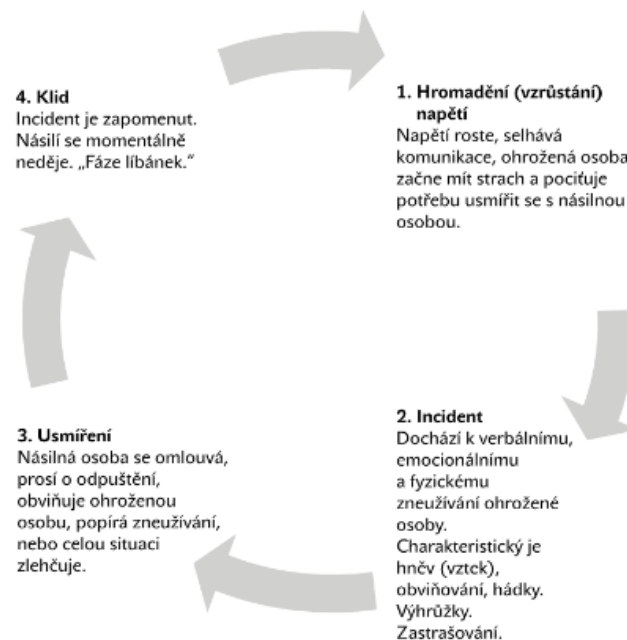 4. Klid
Incident je zapomenut.
Násilí se momentálně
neděje. „Fáze líbánek.“
1. Hromadění (vzrůstání)
napětí
Napětí roste, selhává
komunikace, ohrožená osoba
začne mít strach a pociťuje
potřebu usmířit se s násilnou
osobou.
2. Incident
Dochází k verbálnímu,
emocionálnímu
a fyzickému
zneužívání ohrožené
osoby.
Charakteristický je
hněv (vztek),
obviňování, hádky.
Výhrůžky.
Zastrašování.
3. Usmíření
Násilná osoba se omlouvá,
prosí o odpuštění,
obviňuje ohroženou
osobu, popírá zneužívání,
nebo celou situaci
zlehčuje.